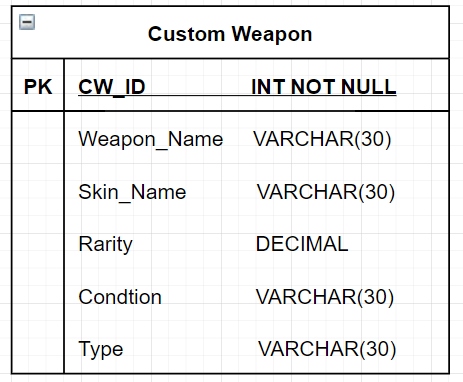 Custom Weapon
PK CW_ID INT NOT NULL
Weapon_Name VARCHAR(30)
Skin_Name VARCHAR(30)
Rarity DECIMAL
Condtion VARCHAR(30)
Type VARCHAR(30)